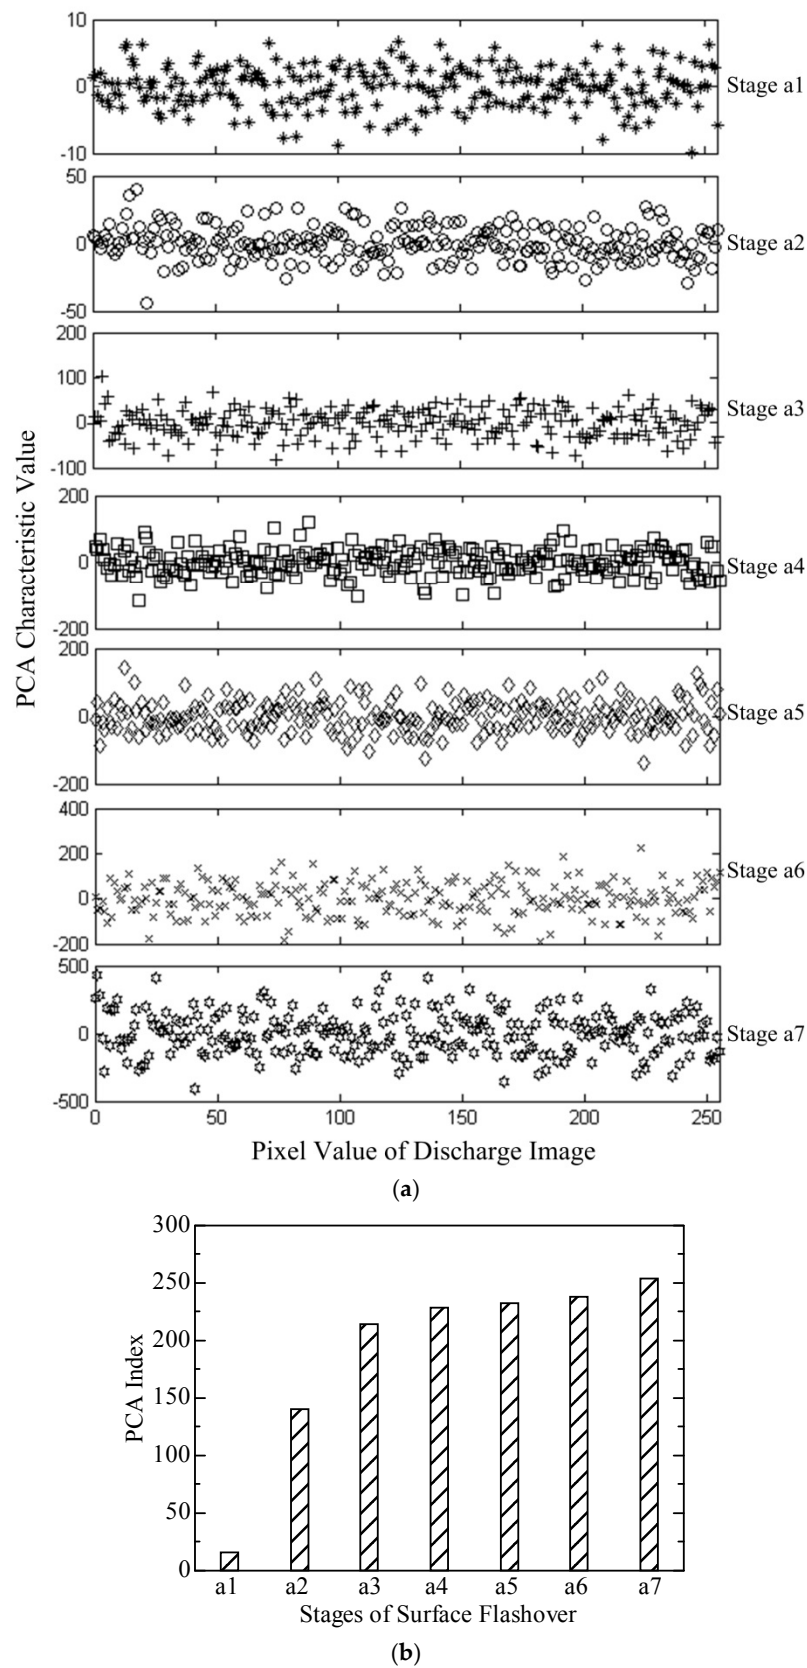 10
0
-10
Stage a1
50
0
-50
Stage a2
200
100
0
-100
Stage a3
200
0
-200
Stage a4
200
0
-200
Stage a5
400
200
0
-200
Stage a6
500
0
-500
Stage a7
PCA Characteristic Value
0 50 100 150 200 250
Pixel Value of Discharge Image
(a)
300
250
200
150
100
50
0
PCA Index
a1 a2 a3 a4 a5 a6 a7
Stages of Surface Flashover
(b)